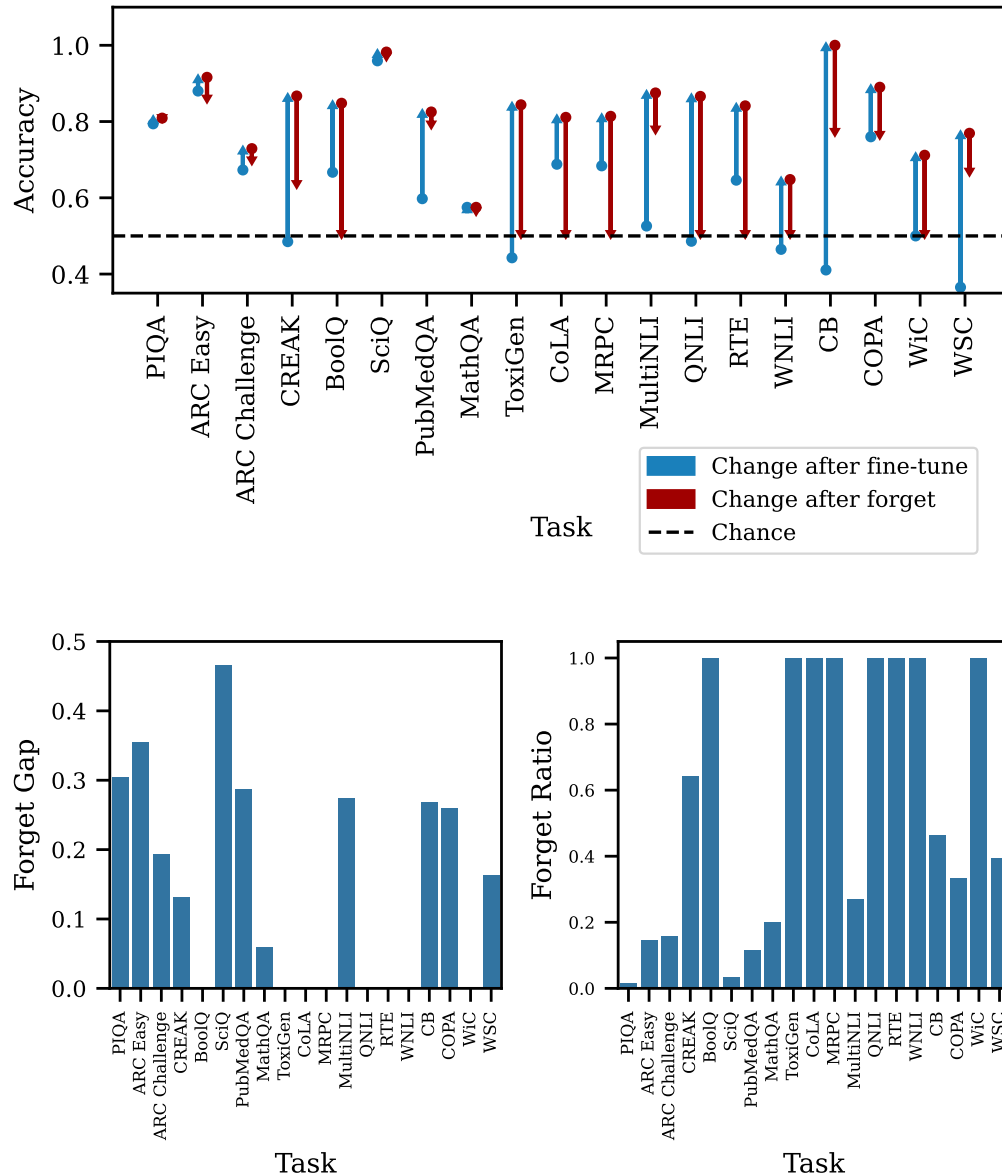 Accuracy
1.0
0.8
0.6
0.4
PIQA
ARC Easy
ARC Challenge
CREAK
BoolQ
SciQ
PubMedQA
MathQA
ToxiGen
CoLA
MRPC
MultiNLI
QNLI
RTE
WNLI
CB
COPA
WiC
WSC
Task
Change after fine-tune
Change after forget
Chance
Forget Gap
0.5
0.4
0.3
0.2
0.1
0.0
PIQA
ARC Easy
ARC Challenge
CREAK
BoolQ
SciQ
PubMedQA
MathQA
ToxiGen
CoLA
MRPC
MultiNLI
QNLI
RTE
WNLI
CB
COPA
WiC
WSC
Task
Forget Ratio
1.0
0.8
0.6
0.4
0.2
0.0
PIQA
ARC Easy
ARC Challenge
CREAK
BoolQ
SciQ
PubMedQA
MathQA
ToxiGen
CoLA
MRPC
MultiNLI
QNLI
RTE
WNLI
CB
COPA
WiC
WSC
Task